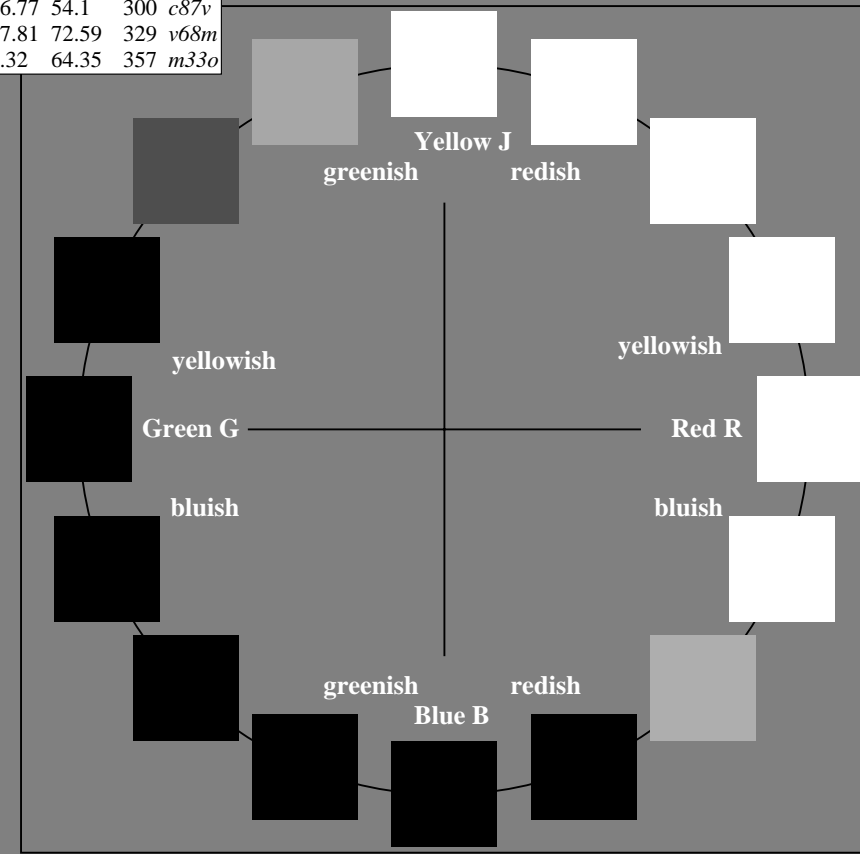 6.77 54.1 300 c87v
7.81 72.59 329 v68m
.32 64.35 357 m33o
Yellow J
greenish redish
yellowish yellowish
Green G Red R
bluish bluish
greenish redish
Blue B